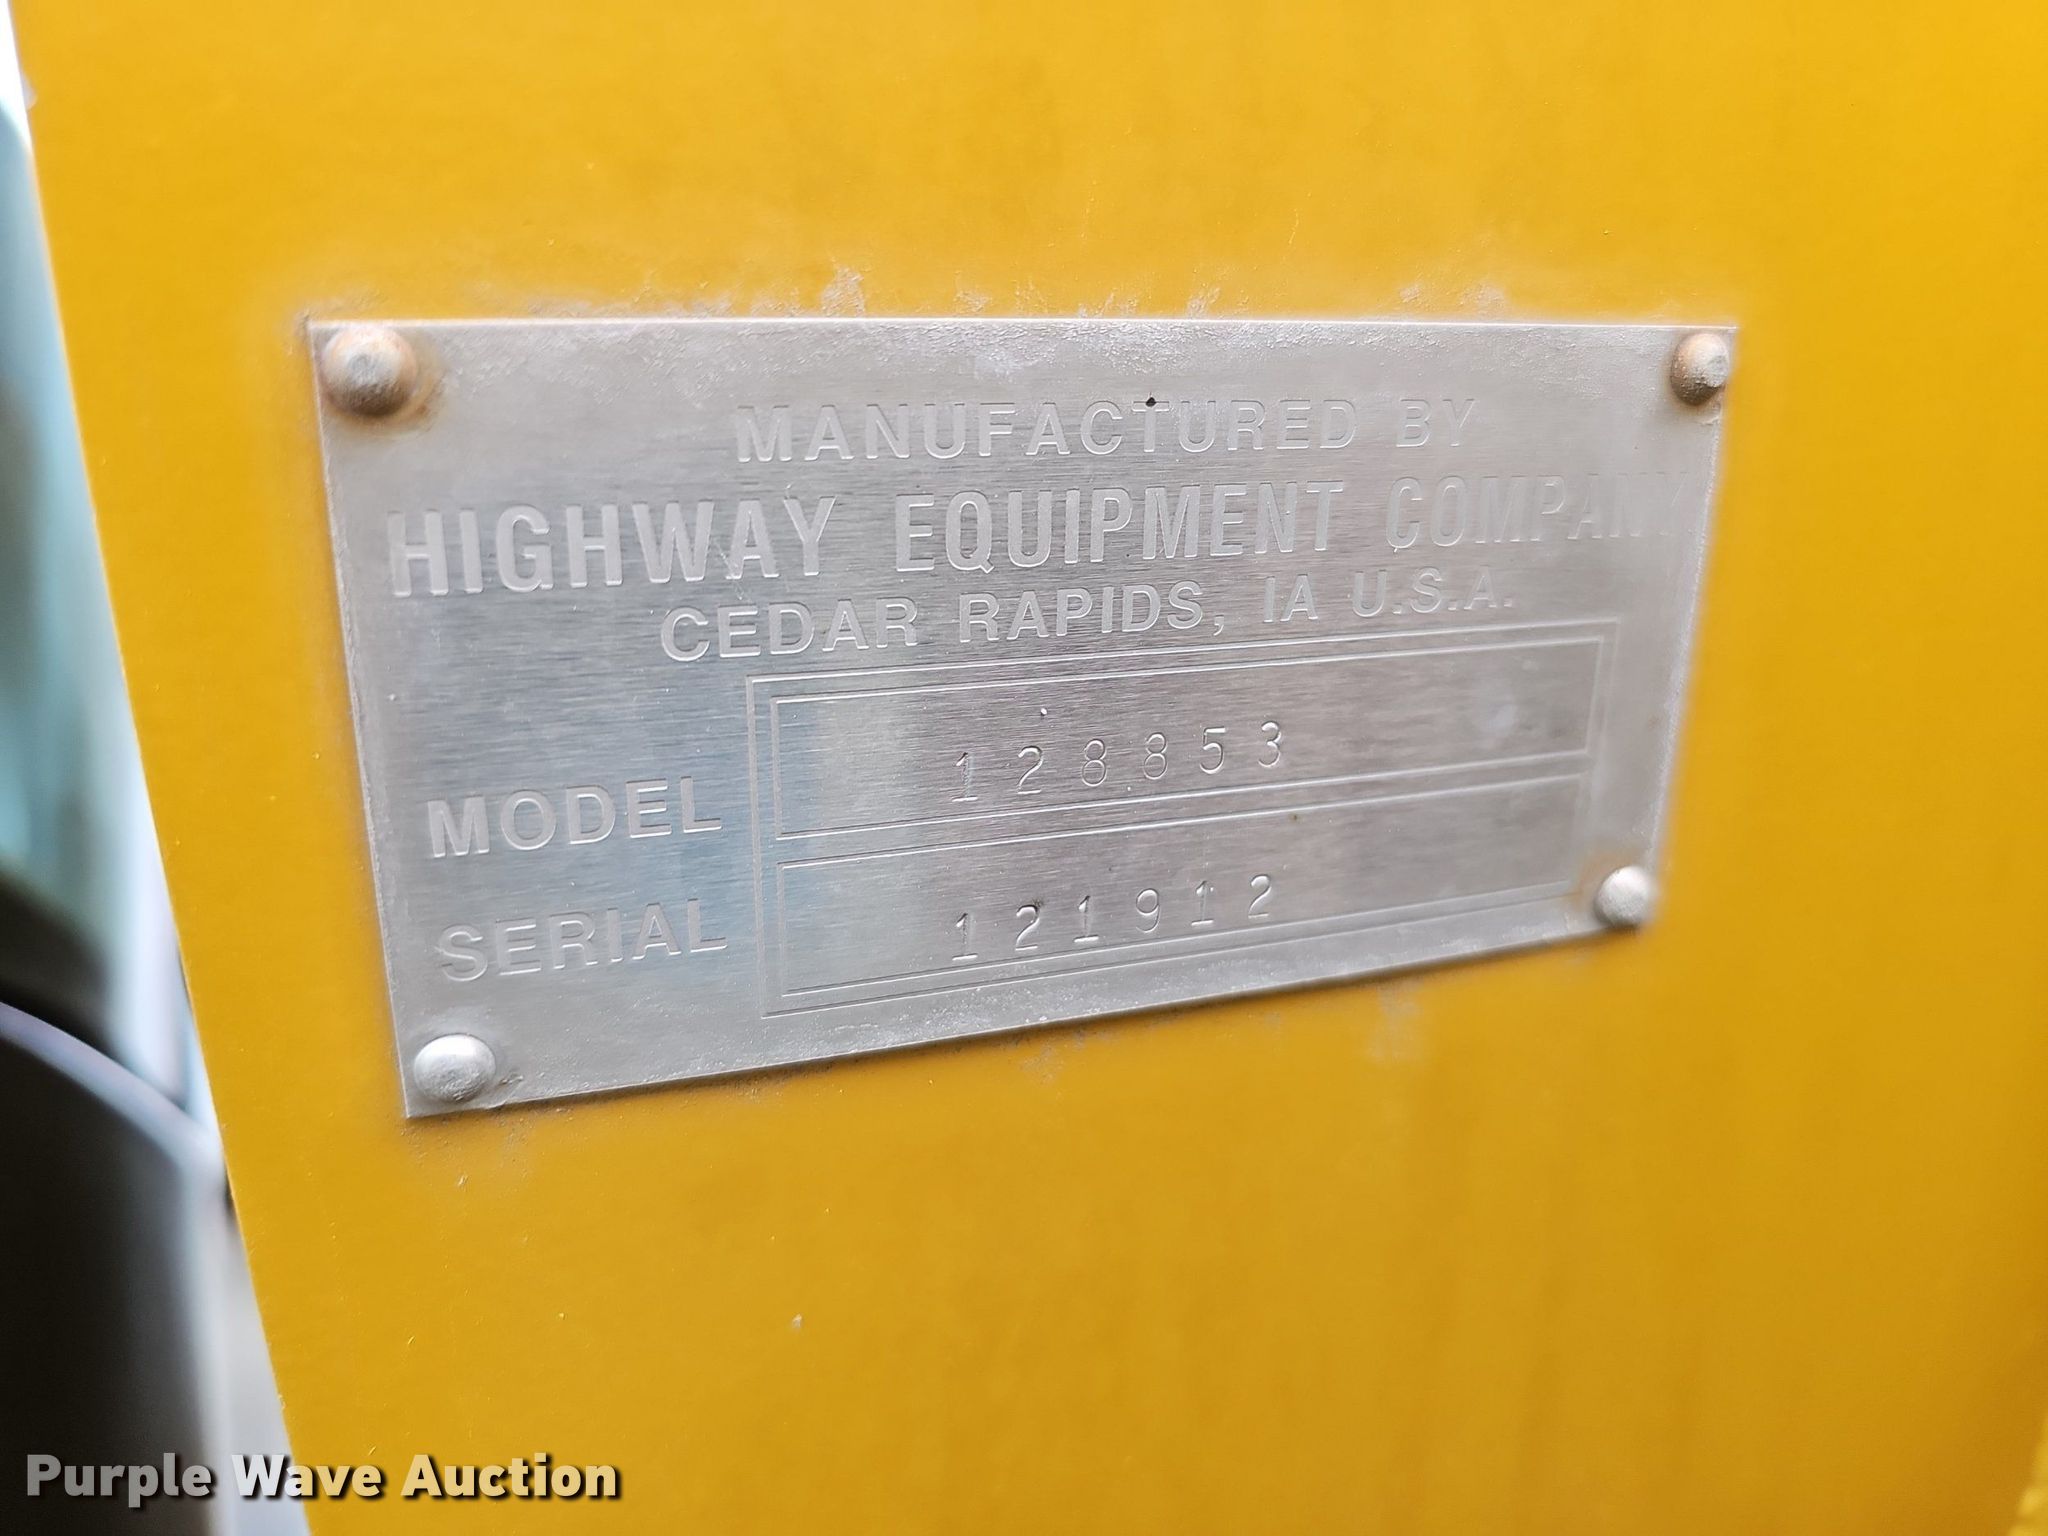 MANUFACTURED BY
HIGHWAY EQUIPMENT COMPANY
CEDAR RAPIDS, IA U.S.A.
MODEL 128853
SERIAL 121912
Purple Wave Auction